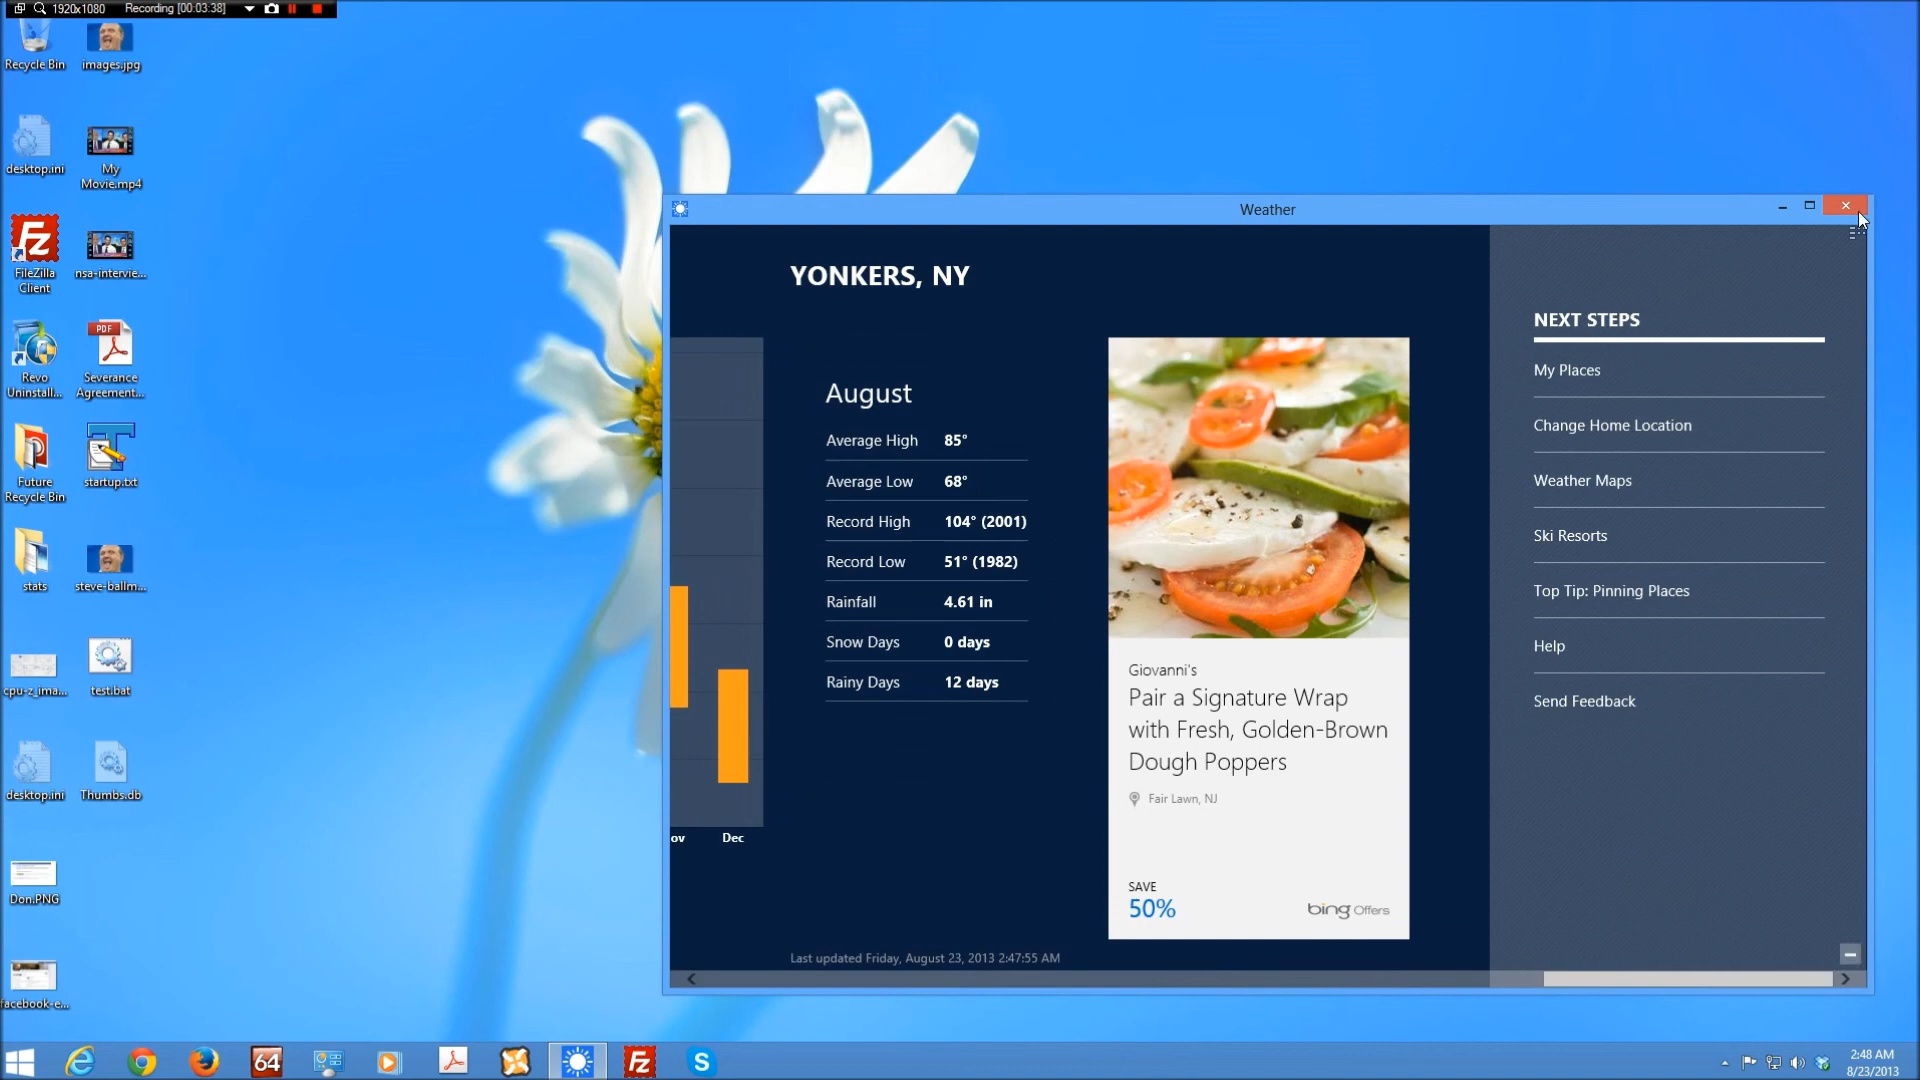 1920x1080 Recording [00:03:38]
Recycle Bin
images.jpg
desktop.ini
My
Movie.mp4
FileZilla
Client
nsa-intervie...
Revo
Uninstall...
PDF
Severance
Agreement...
Future
Recycle Bin
startup.txt
stats
steve-ballm...
cpu-z_ima...
test.bat
desktop.ini
Thumbs.db
Don.PNG
facebook-e...
Weather
YONKERS, NY
August
Average High 85°
Average Low 68°
Record High 104° (2001)
Record Low 51° (1982)
Rainfall 4.61 in
Snow Days 0 days
Rainy Days 12 days
ov Dec
Giovanni's
Pair a Signature Wrap
with Fresh, Golden-Brown
Dough Poppers
Fair Lawn, NJ
SAVE
50%
bing Offers
Last updated Friday, August 23, 2013 2:47:55 AM
NEXT STEPS
My Places
Change Home Location
Weather Maps
Ski Resorts
Top Tip: Pinning Places
Help
Send Feedback
64
2:48 AM
8/23/2013